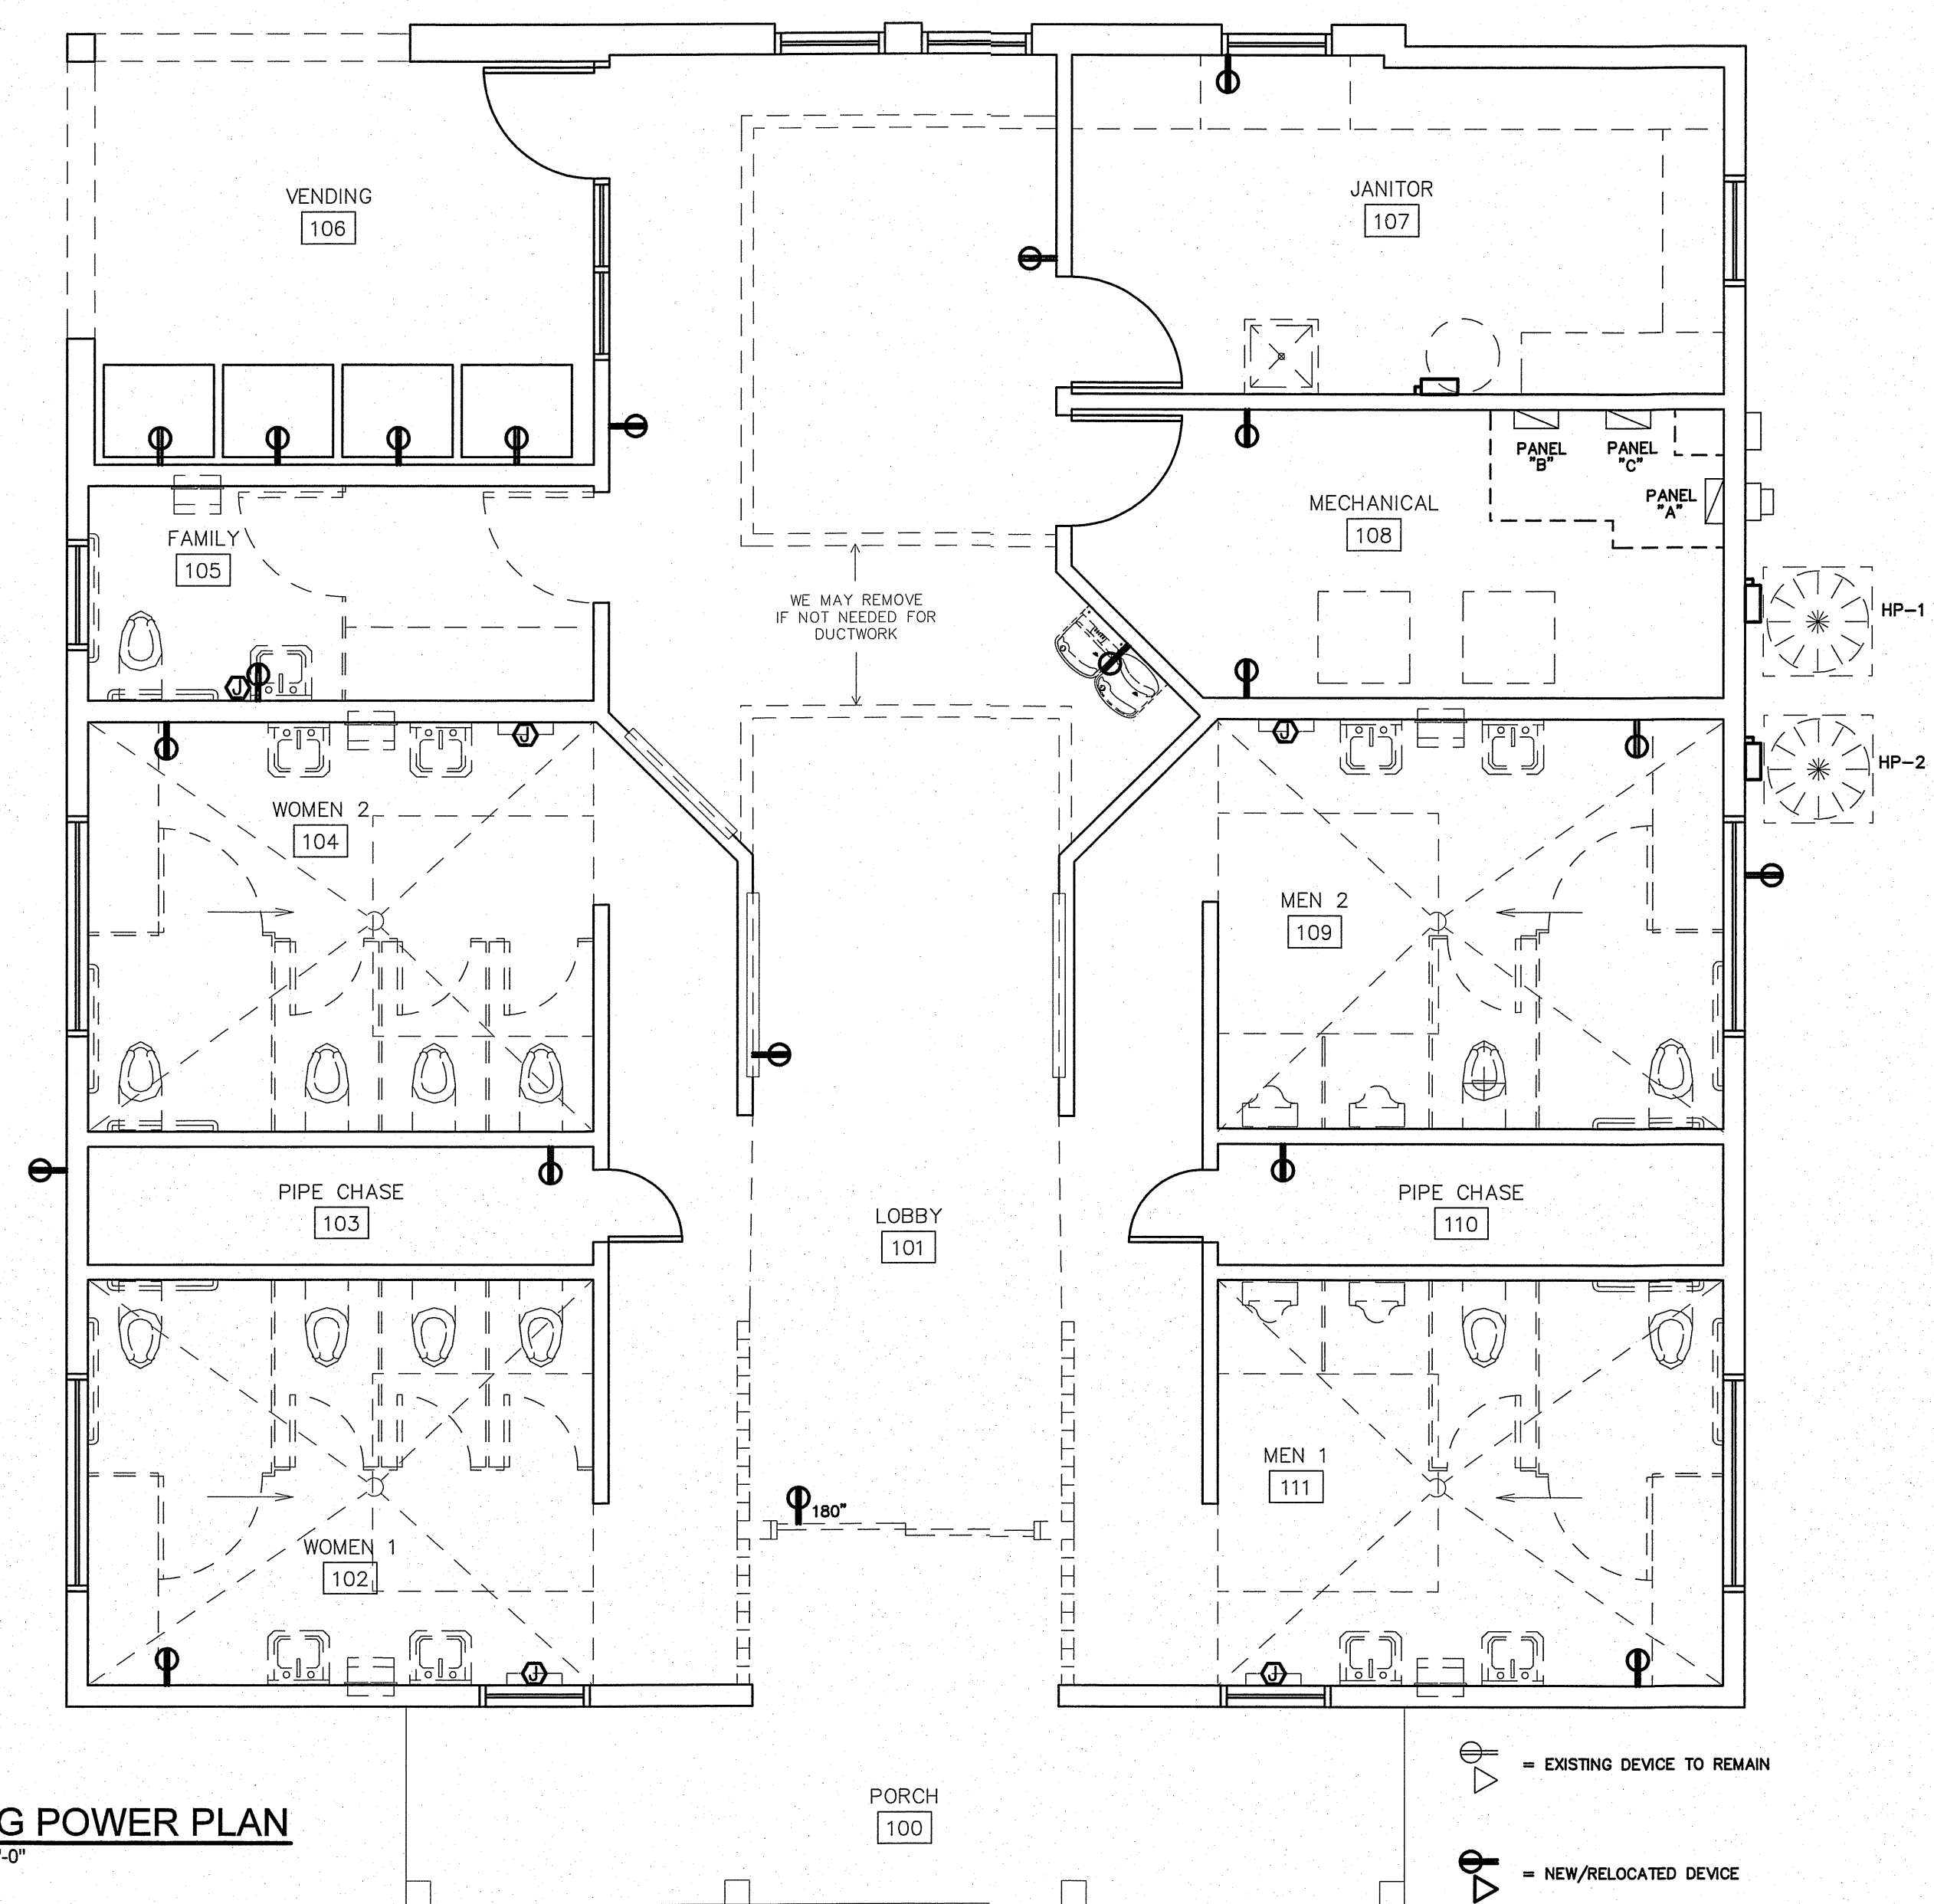 VENDING
106
JANITOR
107
PANEL
"B"
PANEL
"C"
PANEL
"A"
MECHANICAL
108
FAMILY
105
WE MAY REMOVE
IF NOT NEEDED FOR
DUCTWORK
HP-1
J
J
J
HP-2
WOMEN 2
104
MEN 2
109
PIPE CHASE
103
LOBBY
101
PIPE CHASE
110
MEN 1
111
180"
WOMEN 1
102
J
J
= EXISTING DEVICE TO REMAIN
PORCH
100
G POWER PLAN
'-0"
= NEW/RELOCATED DEVICE